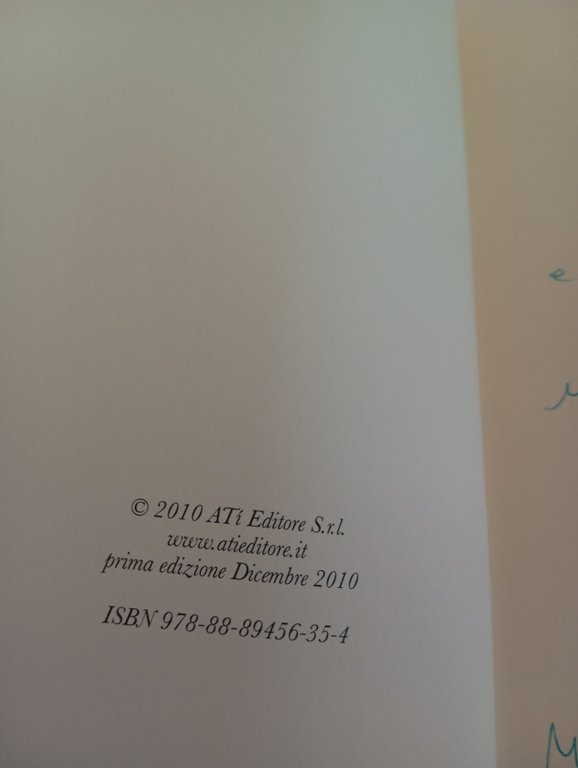 © 2010 ATí Editore S.r.l.
www.atieditore.it
prima edizione Dicembre 2010
ISBN 978-88-89456-35-4
e